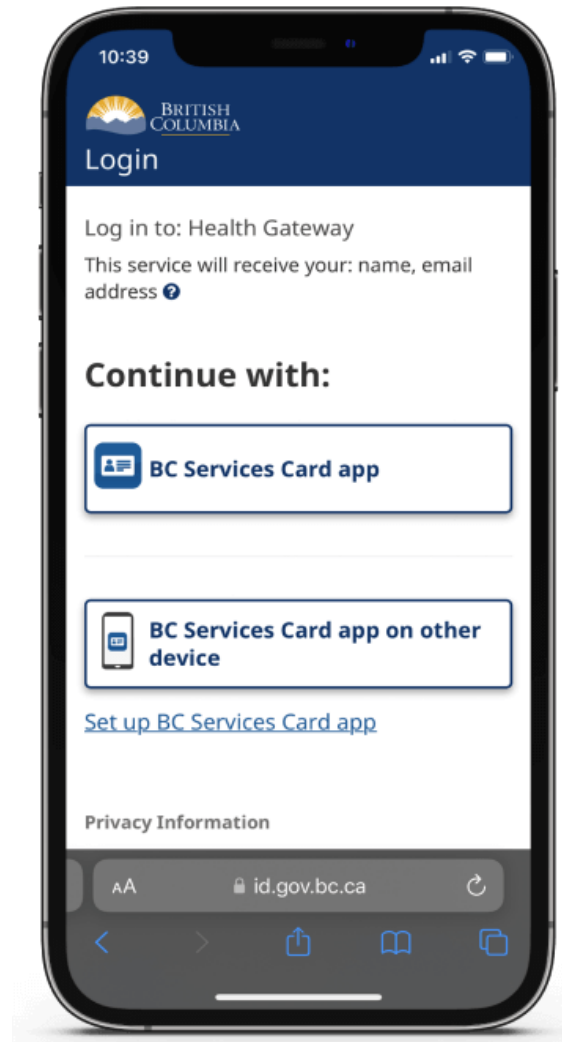 10:39
BRITISH
COLUMBIA
Login
Log in to: Health Gateway
This service will receive your: name, email
address ?
Continue with:
BC Services Card app
BC Services Card app on other
device
Set up BC Services Card app
Privacy Information
AA id.gov.bc.ca